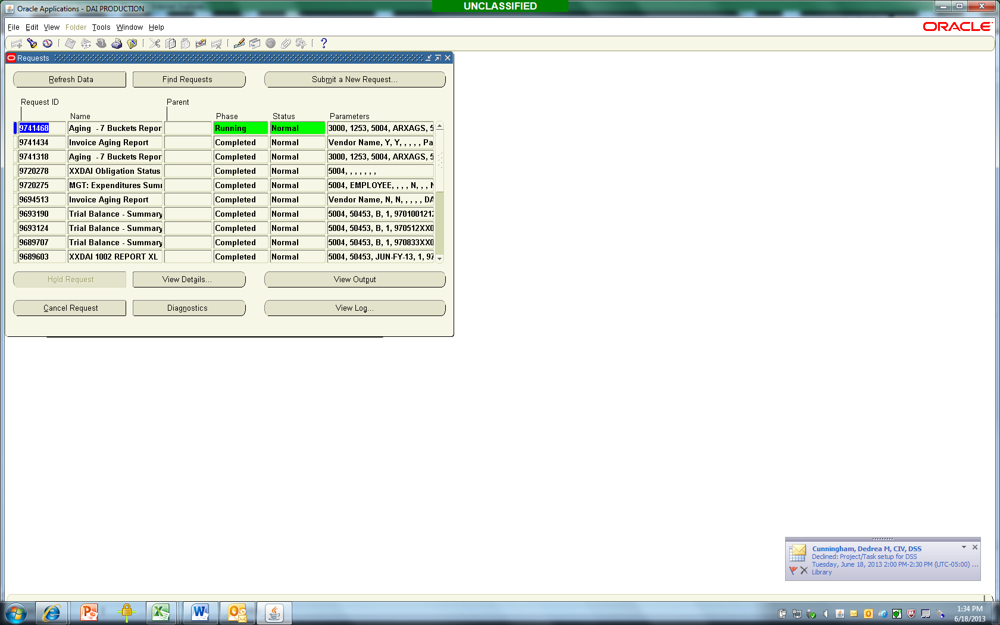 Oracle Applications - DAI PRODUCTION
UNCLASSIFIED
File Edit View Folder Tools Window Help
ORACLE
Requests
Refresh Data Find Requests Submit a New Request...
Request ID Parent
Name Phase Status Parameters
9741468 Aging - 7 Buckets Repor Running Normal 3000, 1253, 5004, ARXAGS, 5
9741434 Invoice Aging Report Completed Normal Vendor Name, Y, Y, , , , , Pa
9741318 Aging - 7 Buckets Repor Completed Normal 3000, 1253, 5004, ARXAGS, 5
9720278 XXDAI Obligation Status Completed Normal 5004, , , , , , ,
9720275 MGT: Expenditures Sum Completed Normal 5004, EMPLOYEE, , , , N, , , N
9694513 Invoice Aging Report Completed Normal Vendor Name, N, N, , , , , DA
9693190 Trial Balance - Summary Completed Normal 5004, 50453, B, 1, 9701001212
9693124 Trial Balance - Summary Completed Normal 5004, 50453, B, 1, 970512XX0
9689707 Trial Balance - Summary Completed Normal 5004, 50453, B, 1, 970833XX0
9689603 XXDAI 1002 REPORT XL Completed Normal 5004, 50453, JUN-FY-13, 1, 97
Hold Request View Details... View Output
Cancel Request Diagnostics View Log...
Cunningham, Dedrea M, CIV, DSS
Declined: Project/Task setup for DSS
Tuesday, June 18, 2013 2:00 PM-2:30 PM (UTC-05:00) ...
Library
1:34 PM
6/18/2013